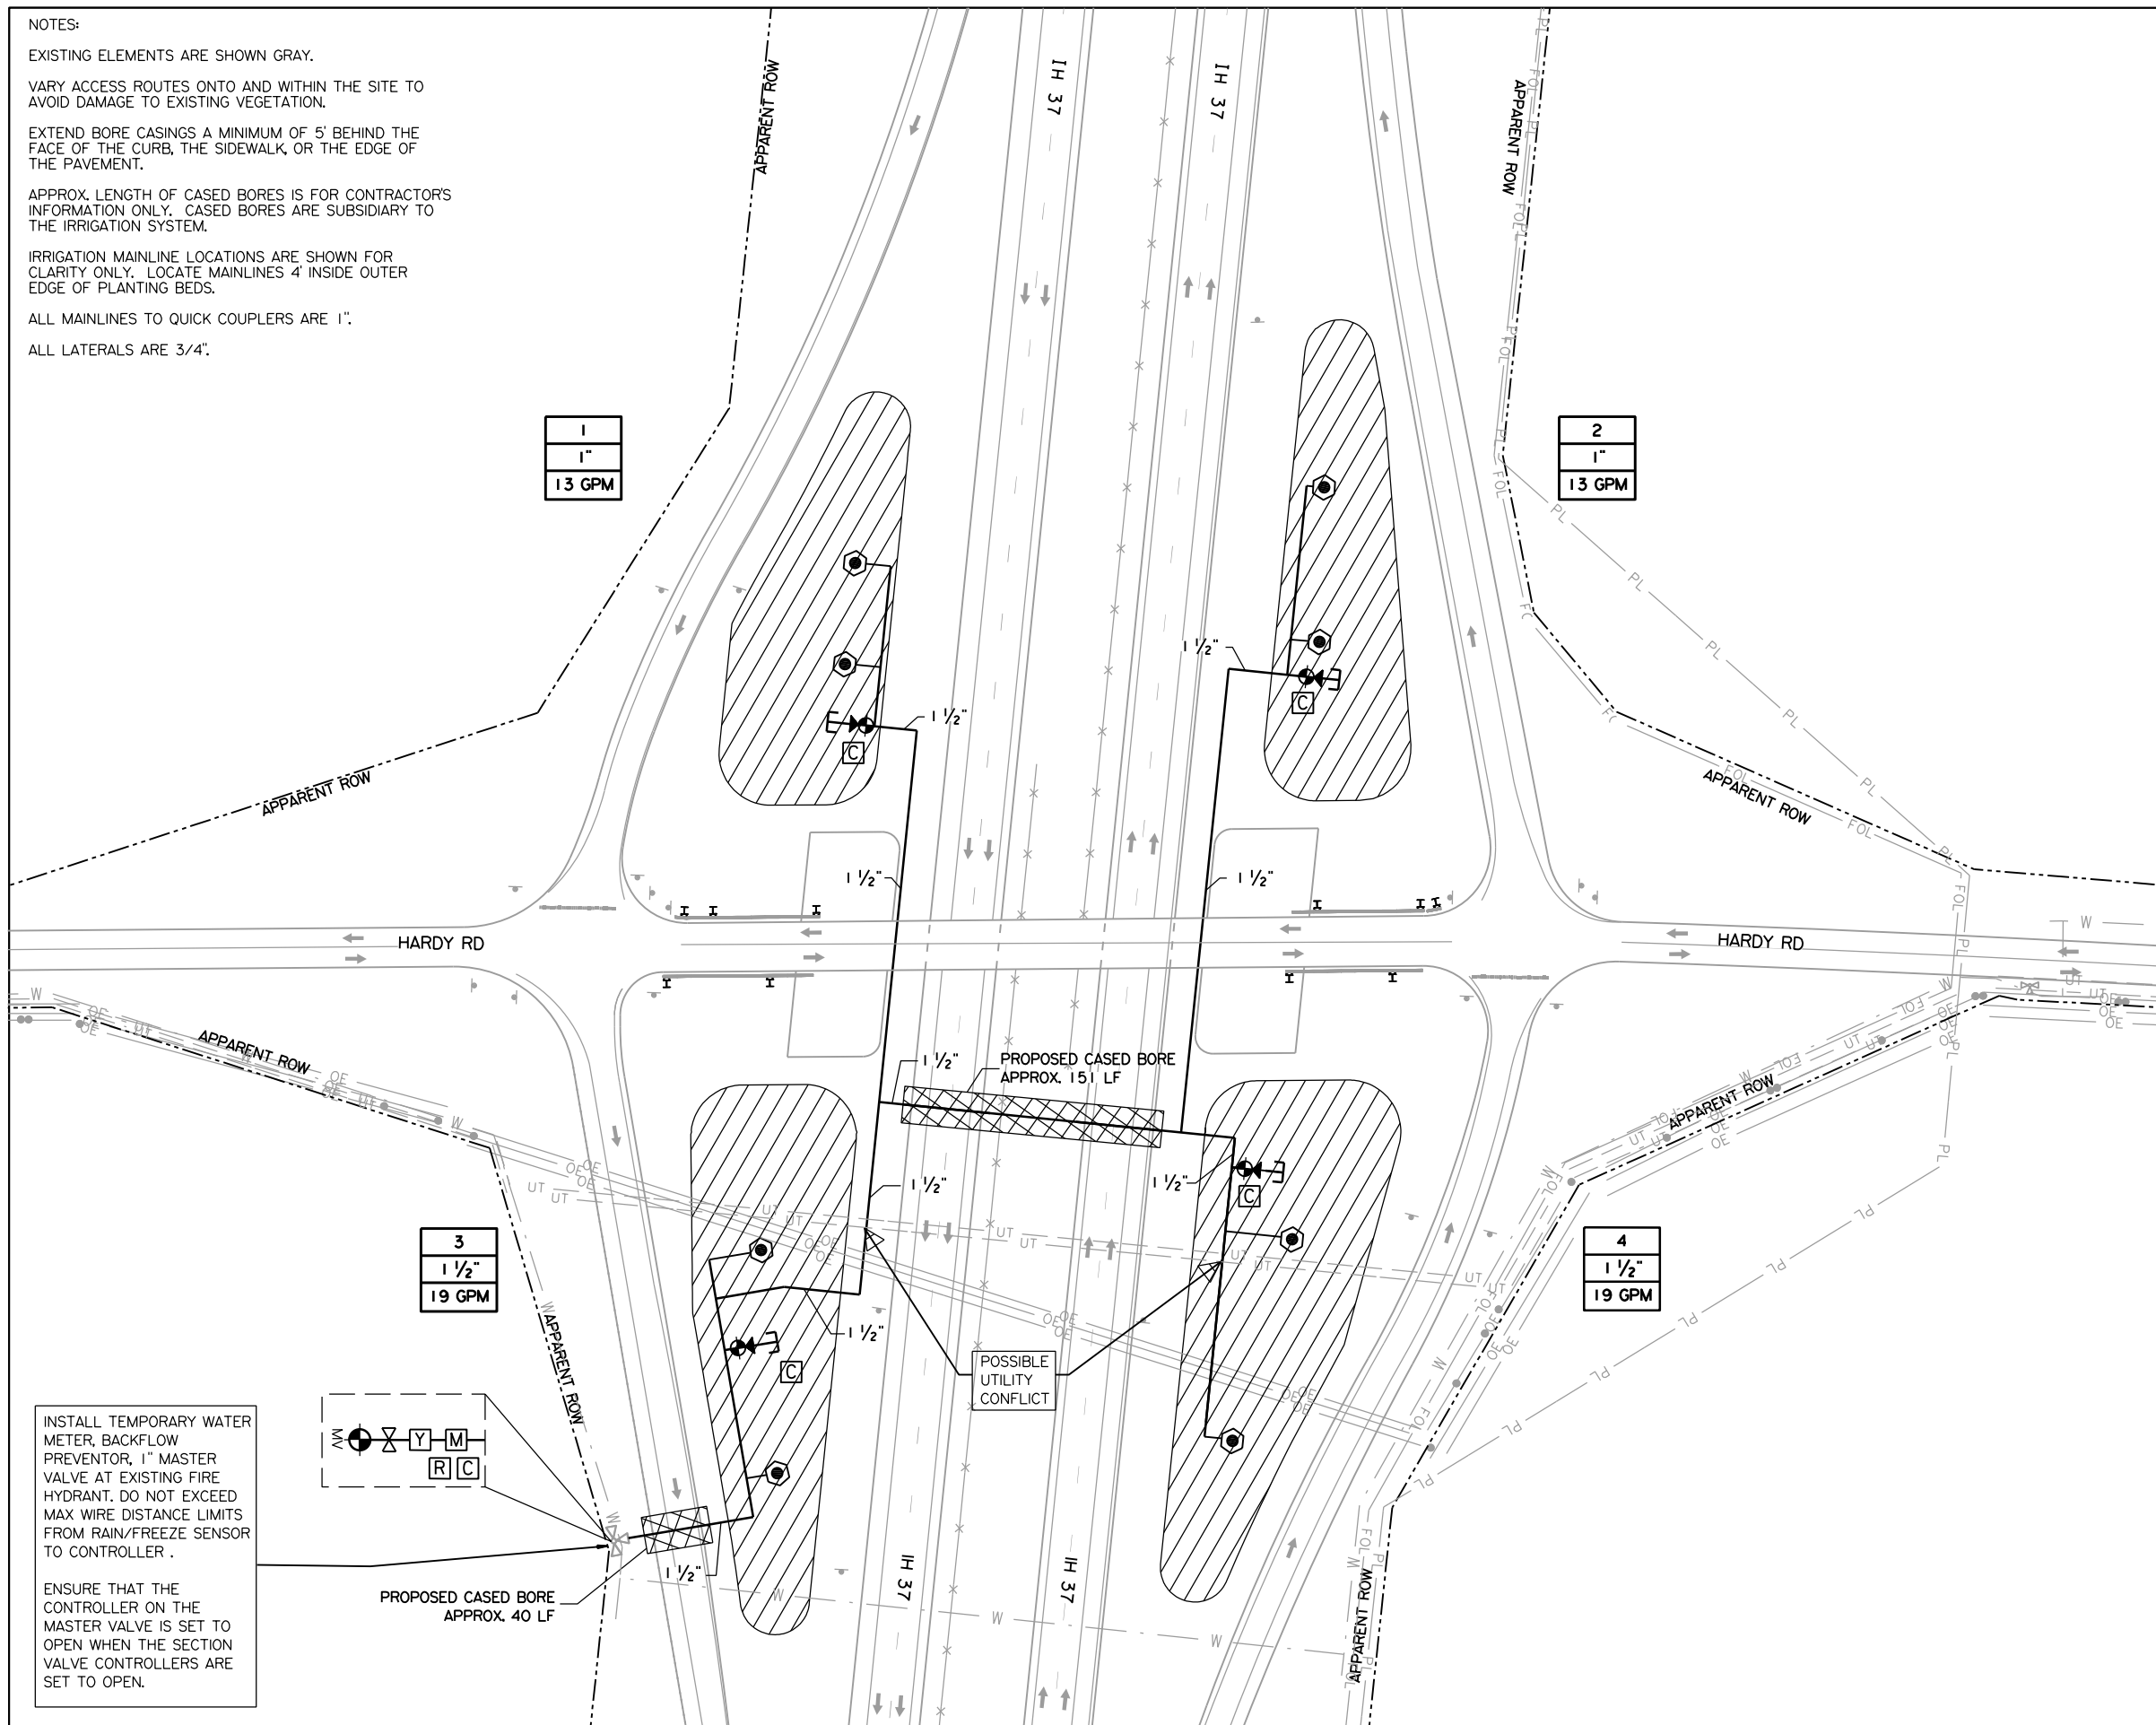 NOTES:
EXISTING ELEMENTS ARE SHOWN GRAY.
VARY ACCESS ROUTES ONTO AND WITHIN THE SITE TO
AVOID DAMAGE TO EXISTING VEGETATION.
EXTEND BORE CASINGS A MINIMUM OF 5' BEHIND THE
FACE OF THE CURB, THE SIDEWALK, OR THE EDGE OF
THE PAVEMENT.
APPROX. LENGTH OF CASED BORES IS FOR CONTRACTOR'S
INFORMATION ONLY. CASED BORES ARE SUBSIDIARY TO
THE IRRIGATION SYSTEM.
IRRIGATION MAINLINE LOCATIONS ARE SHOWN FOR
CLARITY ONLY. LOCATE MAINLINES 4' INSIDE OUTER
EDGE OF PLANTING BEDS.
ALL MAINLINES TO QUICK COUPLERS ARE 1".
ALL LATERALS ARE 3/4".
APPARENT ROW
IH 37
IH 37
APPARENT ROW
1
1"
13 GPM
2
1"
13 GPM
1 1/2"
1 1/2"
C
C
APPARENT ROW
APPARENT ROW
1 1/2"
1 1/2"
HARDY RD
HARDY RD
APPARENT ROW
1 1/2"
PROPOSED CASED BORE
APPROX. 151 LF
APPARENT ROW
1 1/2"
1 1/2"
C
3
1 1/2"
19 GPM
4
1 1/2"
19 GPM
1 1/2"
C
POSSIBLE
UTILITY
CONFLICT
APPARENT ROW
MV
Y
M
R
C
INSTALL TEMPORARY WATER
METER, BACKFLOW
PREVENTOR, 1" MASTER
VALVE AT EXISTING FIRE
HYDRANT. DO NOT EXCEED
MAX WIRE DISTANCE LIMITS
FROM RAIN/FREEZE SENSOR
TO CONTROLLER .
ENSURE THAT THE
CONTROLLER ON THE
MASTER VALVE IS SET TO
OPEN WHEN THE SECTION
VALVE CONTROLLERS ARE
SET TO OPEN.
1 1/2"
PROPOSED CASED BORE
APPROX. 40 LF
IH 37
IH 37
APPARENT ROW